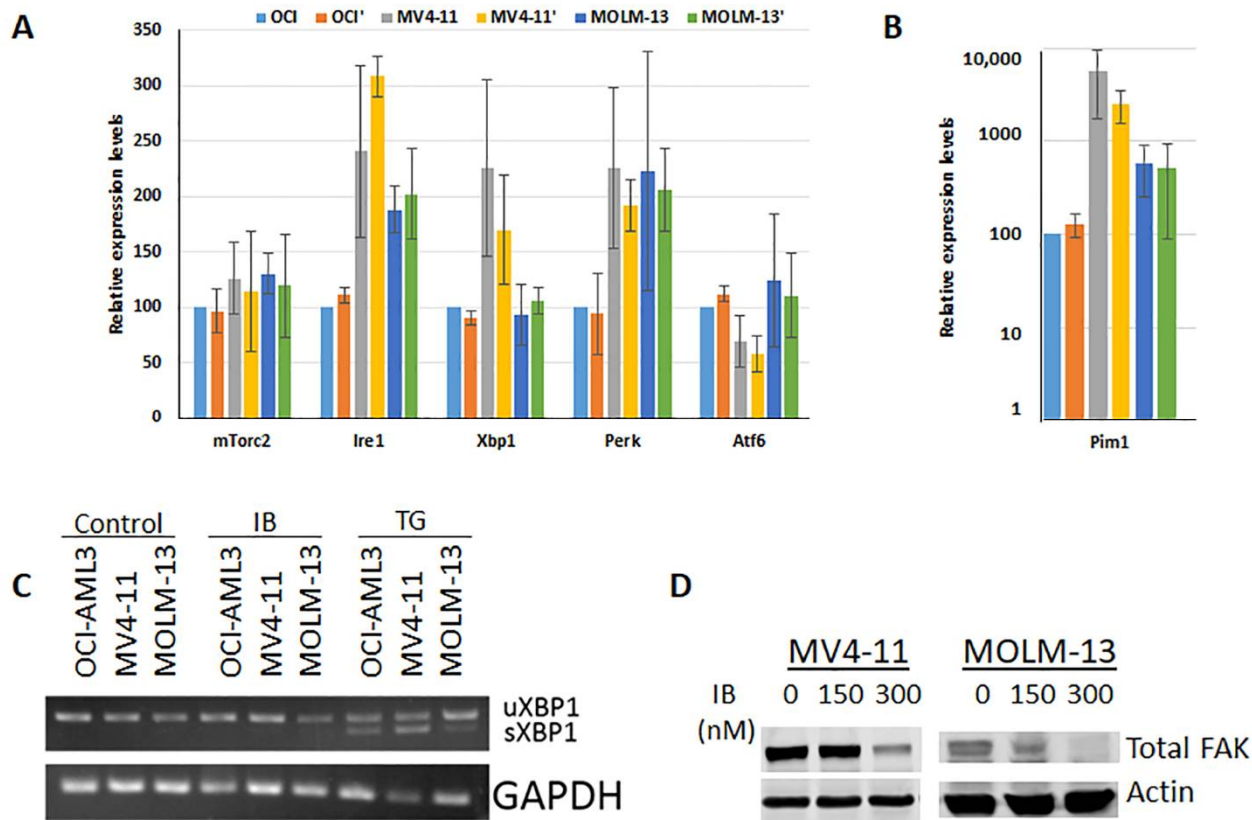 A
OCI OCI' MV4-11 MV4-11' MOLM-13 MOLM-13'
Relative expression levels
350
300
250
200
150
100
50
0
mTorc2 Ire1 Xbp1 Perk Atf6
B
Relative expression levels
10,000
1000
100
10
1
Pim1
C
Control IB TG
OCI-AML3 MV4-11 MOLM-13 OCI-AML3 MV4-11 MOLM-13 OCI-AML3 MV4-11 MOLM-13
uXBP1
sXBP1
GAPDH
D
MV4-11 MOLM-13
IB 0 150 300 0 150 300
(nM)
Total FAK
Actin